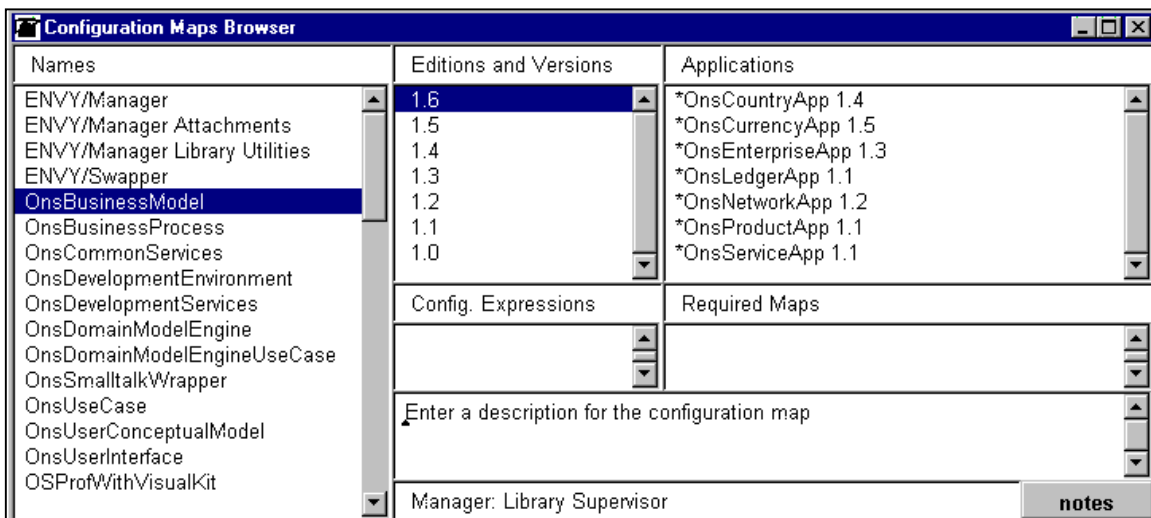 Configuration Maps Browser
Names
ENVY/Manager
ENVY/Manager Attachments
ENVY/Manager Library Utilities
ENVY/Swapper
OnsBusinessModel
OnsBusinessProcess
OnsCommonServices
OnsDevelopmentEnvironment
OnsDevelopmentServices
OnsDomainModelEngine
OnsDomainModelEngineUseCase
OnsSmalltalkWrapper
OnsUseCase
OnsUserConceptualModel
OnsUserInterface
OSProfWithVisualKit
Editions and Versions
1.6
1.5
1.4
1.3
1.2
1.1
1.0
Applications
*OnsCountryApp 1.4
*OnsCurrencyApp 1.5
*OnsEnterpriseApp 1.3
*OnsLedgerApp 1.1
*OnsNetworkApp 1.2
*OnsProductApp 1.1
*OnsServiceApp 1.1
Config. Expressions
Required Maps
Enter a description for the configuration map
Manager: Library Supervisor
notes